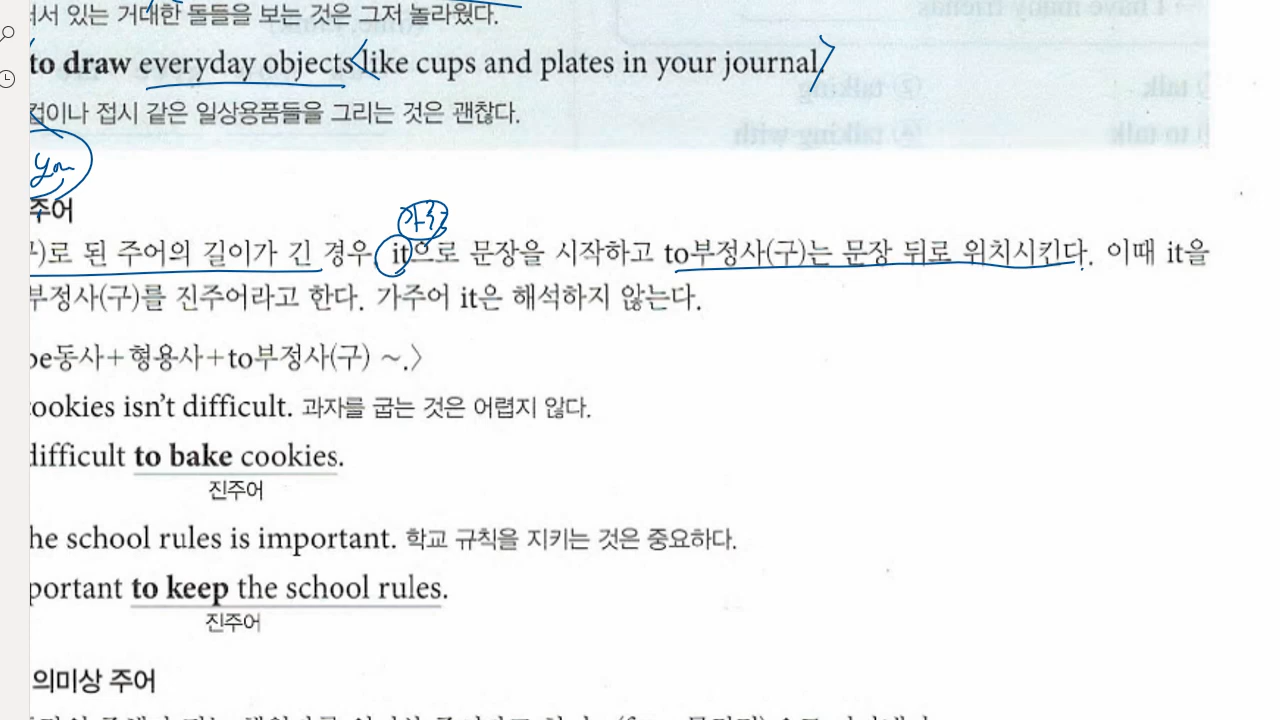 서 있는 거대한 돌들을 보는 것은 그저 놀라웠다.
to draw everyday objects like cups and plates in your journal.
컵이나 접시 같은 일상용품들을 그리는 것은 괜찮다.
you
주어
가주
로 된 주어의 길이가 긴 경우, it으로 문장을 시작하고 to부정사(구)는 문장 뒤로 위치시킨다. 이때 it을
부정사(구)를 진주어라고 한다. 가주어 it은 해석하지 않는다.
be동사+형용사+to부정사(구) ~.〉
cookies isn't difficult. 과자를 굽는 것은 어렵지 않다.
difficult to bake cookies.
진주어
he school rules is important. 학교 규칙을 지키는 것은 중요하다.
portant to keep the school rules.
진주어
의미상 주어